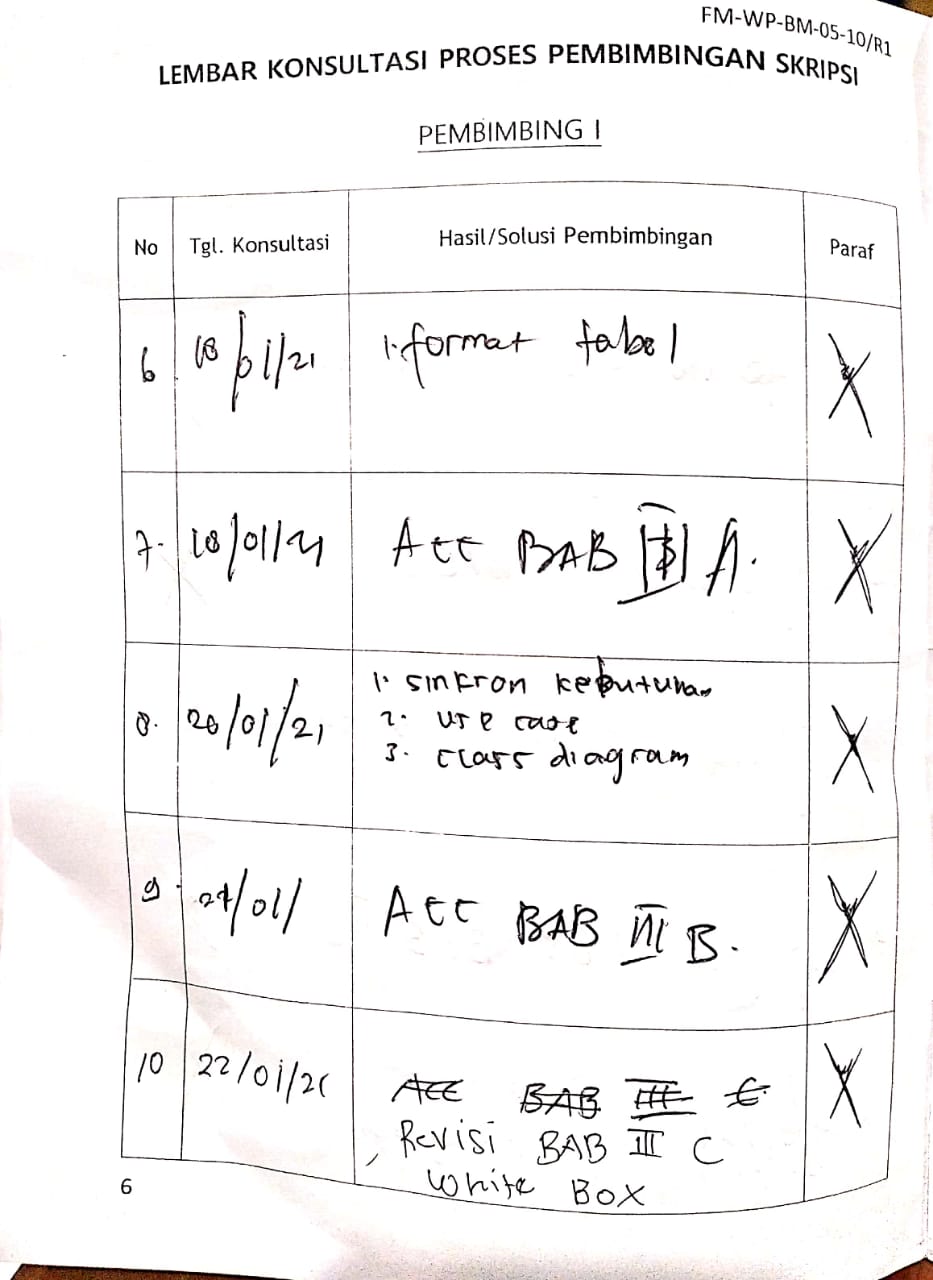 FM-WP-BM-05-10/R1
LEMBAR KONSULTASI PROSES PEMBIMBINGAN SKRIPSI
PEMBIMBING I
No Tgl. Konsultasi Hasil/Solusi Pembimbingan Paraf
6 18/01/21 1. format tabel
7. 18/01/21 Acc BAB III A.
8. 20/01/21 1. sinkron kebutuhan
2. use case
3. class diagram
9. /01/ Acc BAB III B.
10 22/01/21 Acc BAB III C
Revisi BAB III C
White Box
6